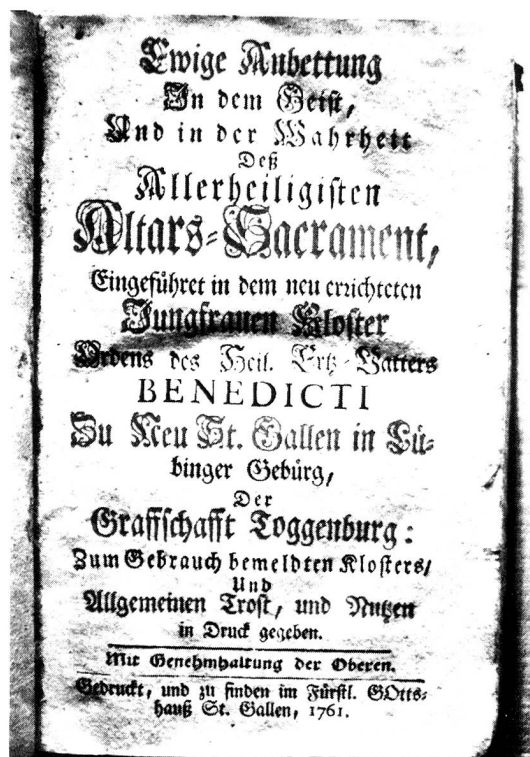 Ewige Anbettung
In dem Geist,
Und in der Wahrheit
Deß
Allerheiligisten
Altars-Sacrament,
Eingeführet in dem neu errichteten
Jungfrauen Kloster
Ordens des Heil. Ertz-Vatters
BENEDICTI
Zu Neu St. Gallen in Lü-
binger Gebürg,
Der
Graffschafft Toggenburg:
Zum Gebrauch bemeldten Klosters/
Und
Allgemeinen Trost, und Nutzen
in Druck gegeben.
Mit Genehmhaltung der Oberen.
Gedruckt, und zu finden im Fürstl. GOtts-
hauß St. Gallen, 1761.